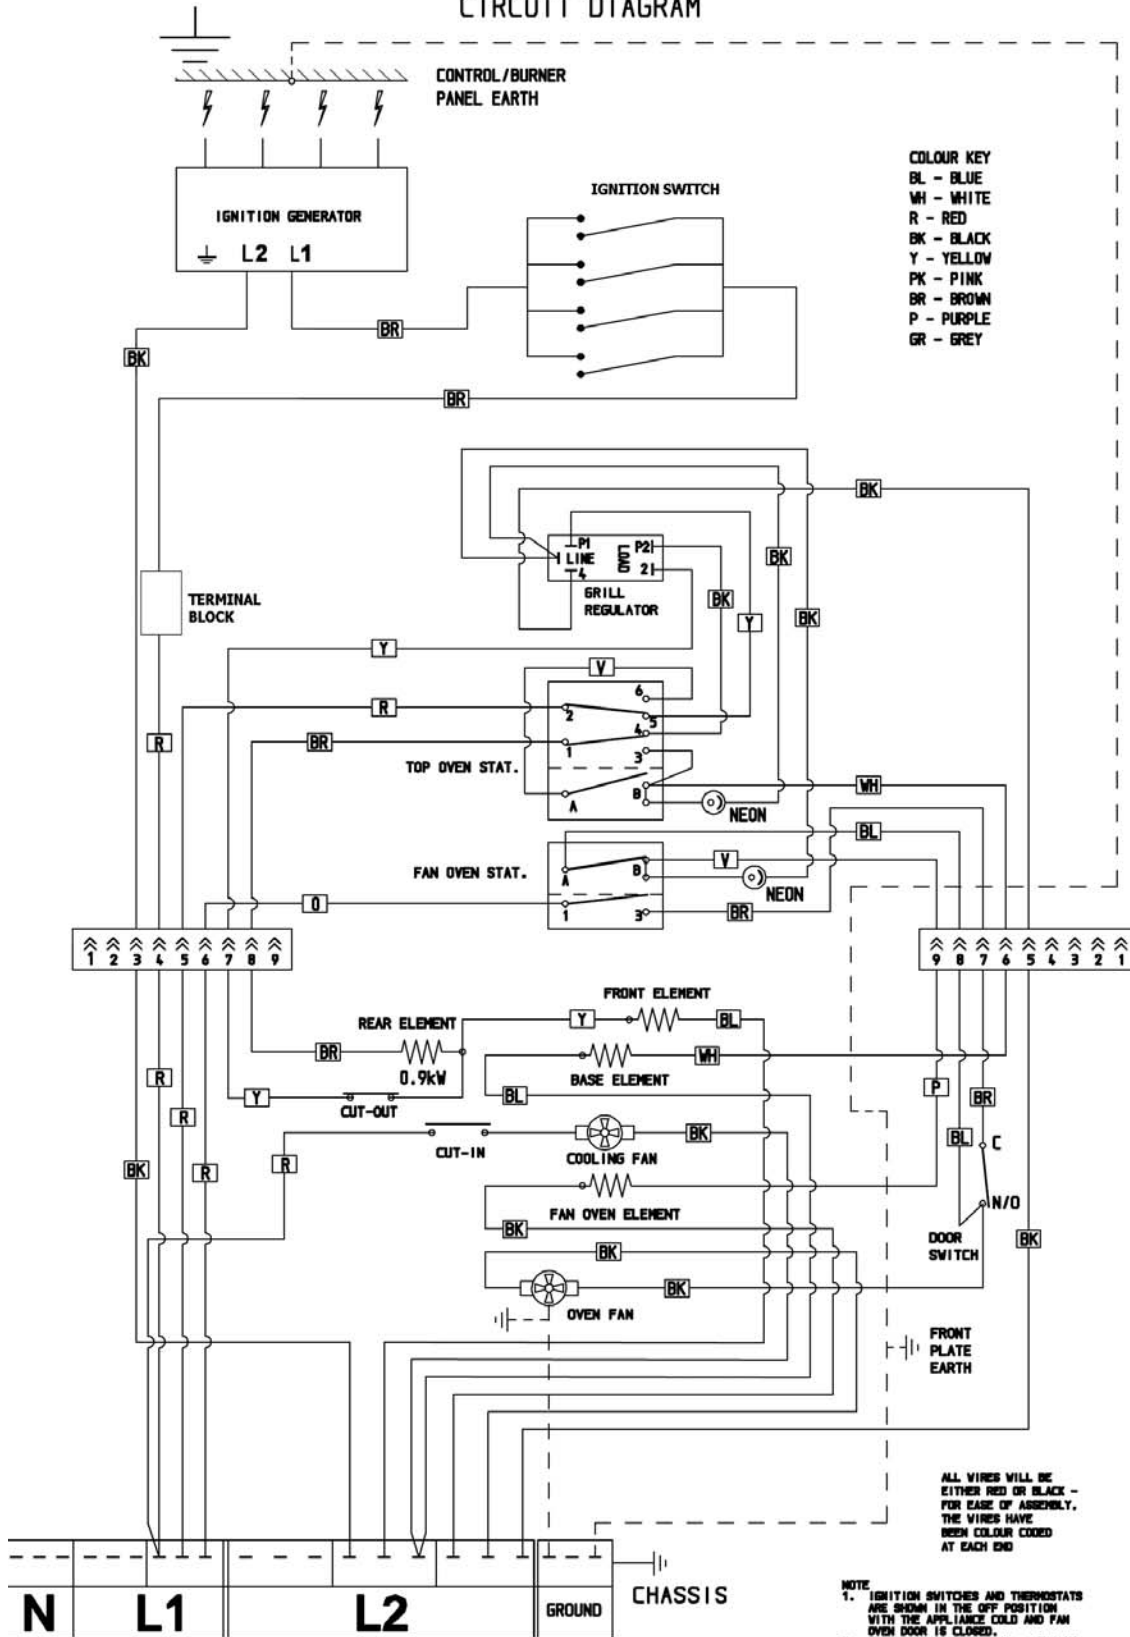 CIRCUIT DIAGRAM
CONTROL/BURNER
PANEL EARTH
IGNITION GENERATOR
L2 L1
IGNITION SWITCH
COLOUR KEY
BL - BLUE
WH - WHITE
R - RED
BK - BLACK
Y - YELLOW
PK - PINK
BR - BROWN
P - PURPLE
GR - GREY
BR
BK
BR
BK
P1
LINE
4
LOAD
P2
2
GRILL
REGULATOR
BK
BK
Y
BK
TERMINAL
BLOCK
Y
V
R
2
6
5
4
R
BR
1
3
TOP OVEN STAT.
A
B
NEON
WH
BL
FAN OVEN STAT.
A
B
V
NEON
O
1
3
BR
1 2 3 4 5 6 7 8 9
9 8 7 6 5 4 3 2 1
FRONT ELEMENT
Y
BL
REAR ELEMENT
BR
0.9kW
WH
BASE ELEMENT
R
Y
CUT-OUT
BL
P
BR
R
CUT-IN
COOLING FAN
BK
BL
C
BK
R
R
FAN OVEN ELEMENT
N/O
BK
DOOR
SWITCH
BK
BK
OVEN FAN
BK
FRONT
PLATE
EARTH
ALL WIRES WILL BE
EITHER RED OR BLACK -
FOR EASE OF ASSEMBLY,
THE WIRES HAVE
BEEN COLOUR CODED
AT EACH END
N
L1
L2
GROUND
CHASSIS
NOTE
1. IGNITION SWITCHES AND THERMOSTATS
ARE SHOWN IN THE OFF POSITION
WITH THE APPLIANCE COLD AND FAN
OVEN DOOR IS CLOSED.